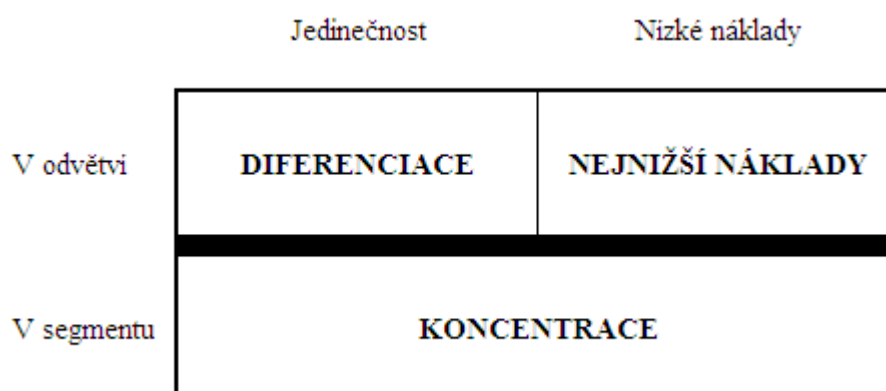 Jedinečnost Nízké náklady
V odvětví DIFERENCIACE NEJNIŽŠÍ NÁKLADY
V segmentu KONCENTRACE